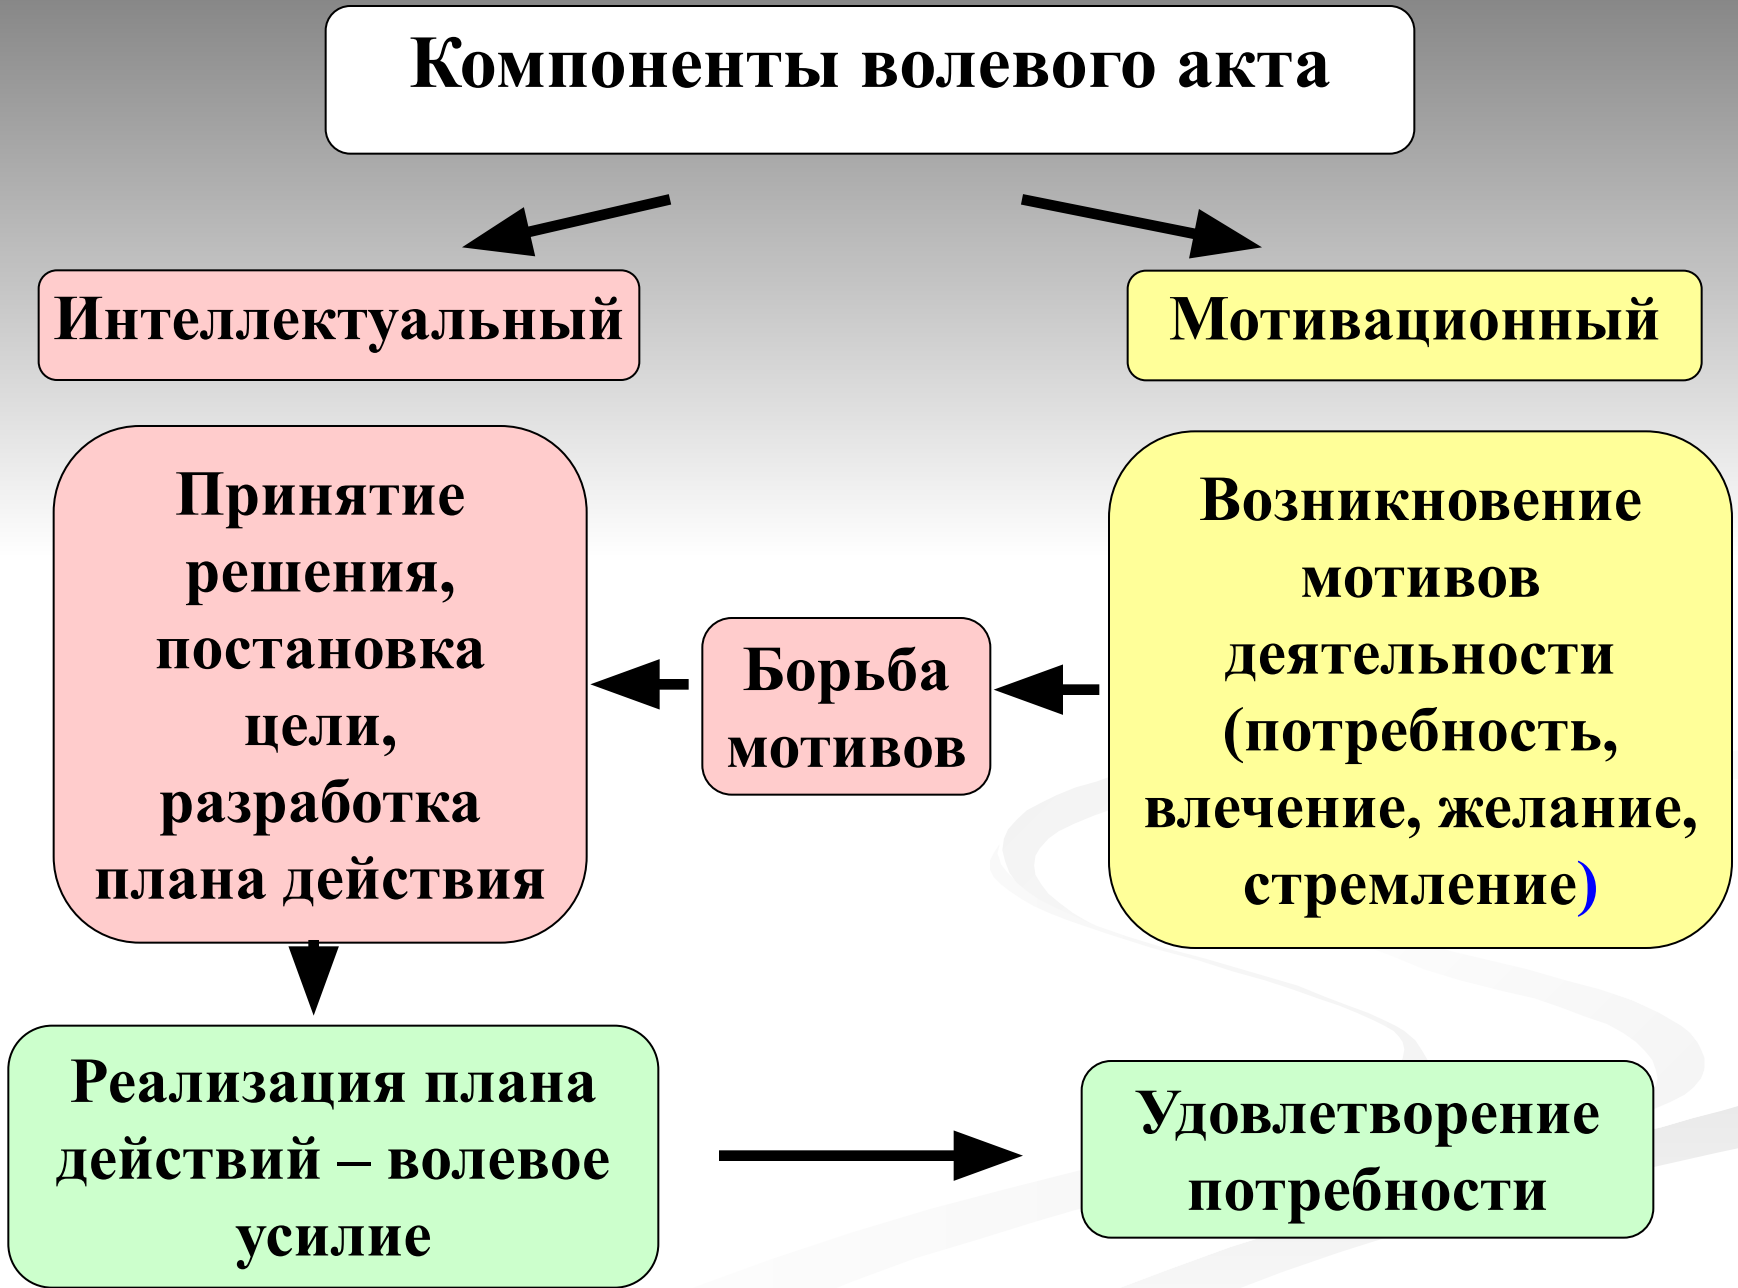 Компоненты волевого акта
Интеллектуальный
Мотивационный
Принятие
решения,
постановка
цели,
разработка
плана действия
Борьба
мотивов
Возникновение
мотивов
деятельности
(потребность,
влечение, желание,
стремление)
Реализация плана
действий – волевое
усилие
Удовлетворение
потребности